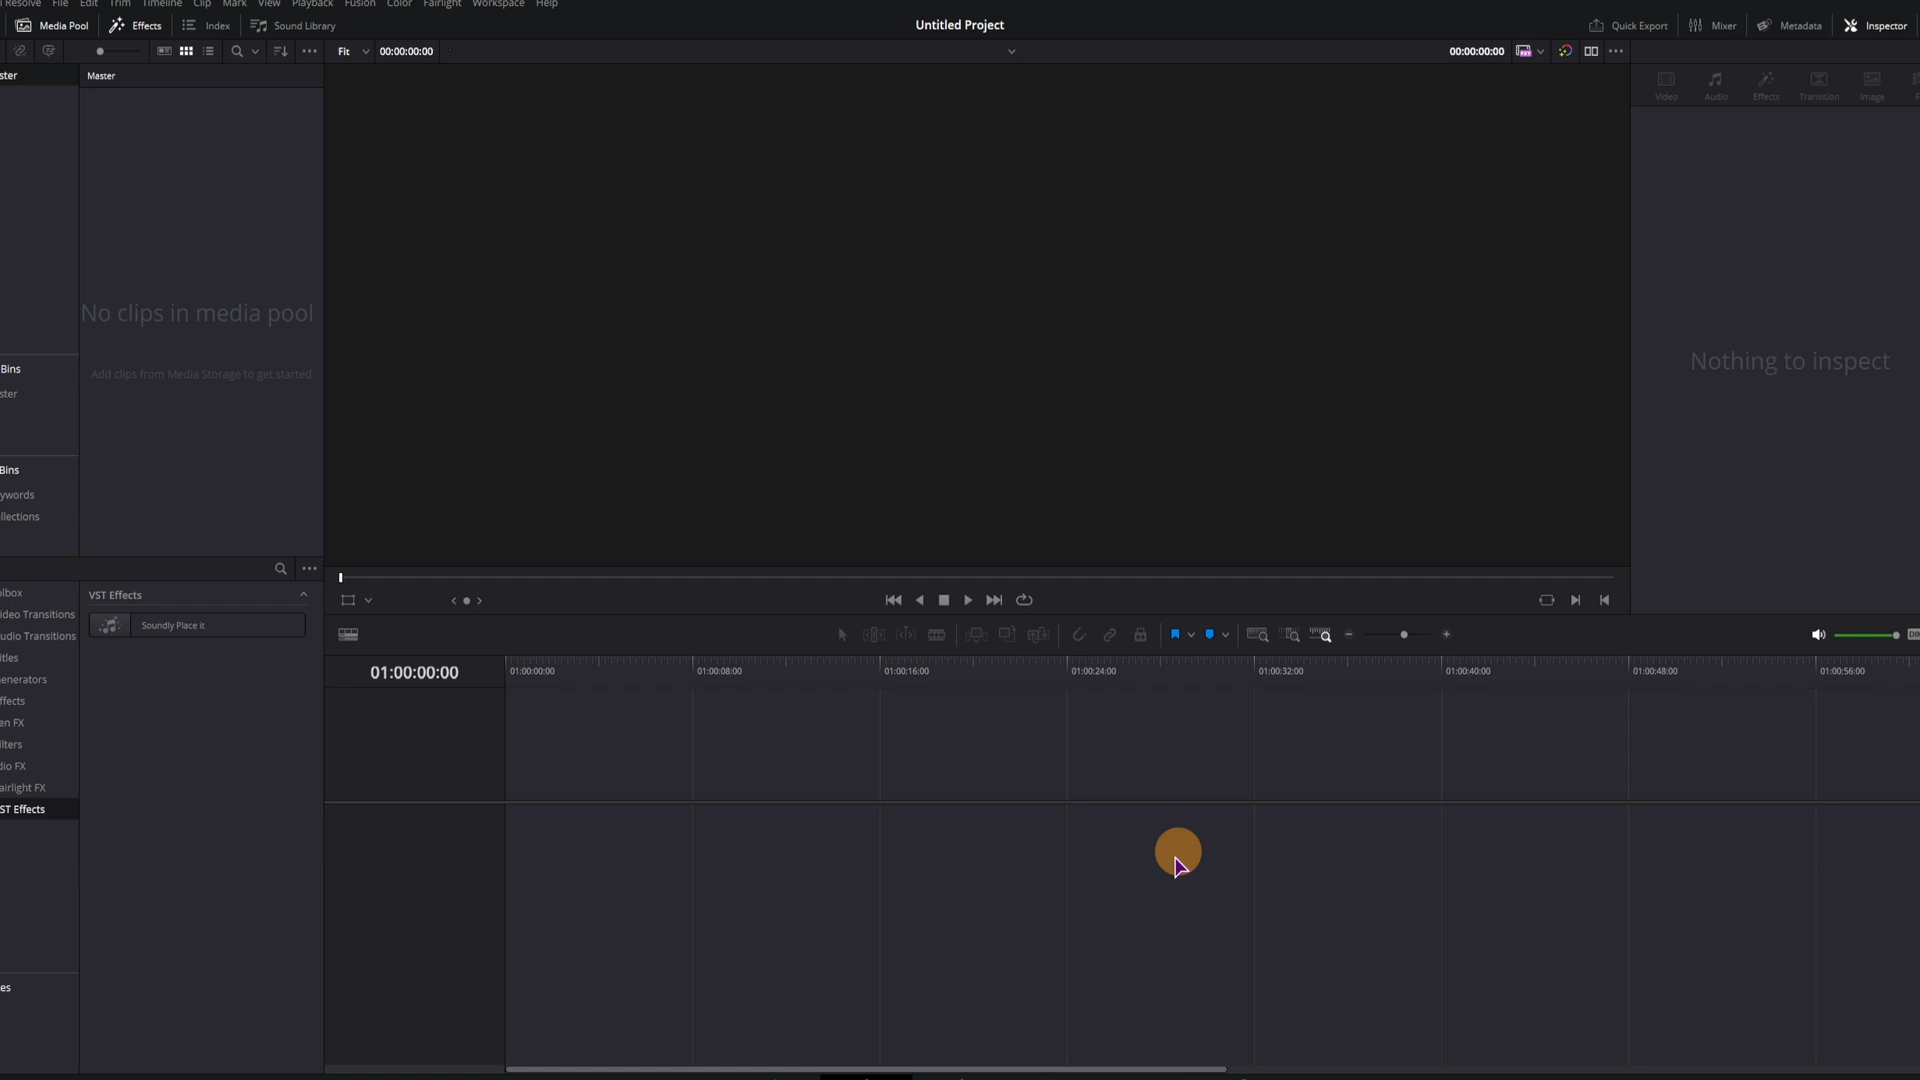 Resolve File Edit Trim Timeline Clip Mark View Playback Fusion Color Fairlight Workspace Help
Media Pool Effects Index Sound Library Untitled Project Quick Export Mixer Metadata Inspector
Fit 00:00:00:00 00:00:00:00
ster Master
Video Audio Effects Transition Image
No clips in media pool
Add clips from Media Storage to get started
Nothing to inspect
Bins
ster
Bins
ywords
llections
olbox
ideo Transitions
udio Transitions
itles
enerators
ffects
en FX
ilters
dio FX
airlight FX
ST Effects
es
VST Effects
Soundly Place it
01:00:00:00 01:00:00:00 01:00:08:00 01:00:16:00 01:00:24:00 01:00:32:00 01:00:40:00 01:00:48:00 01:00:56:00